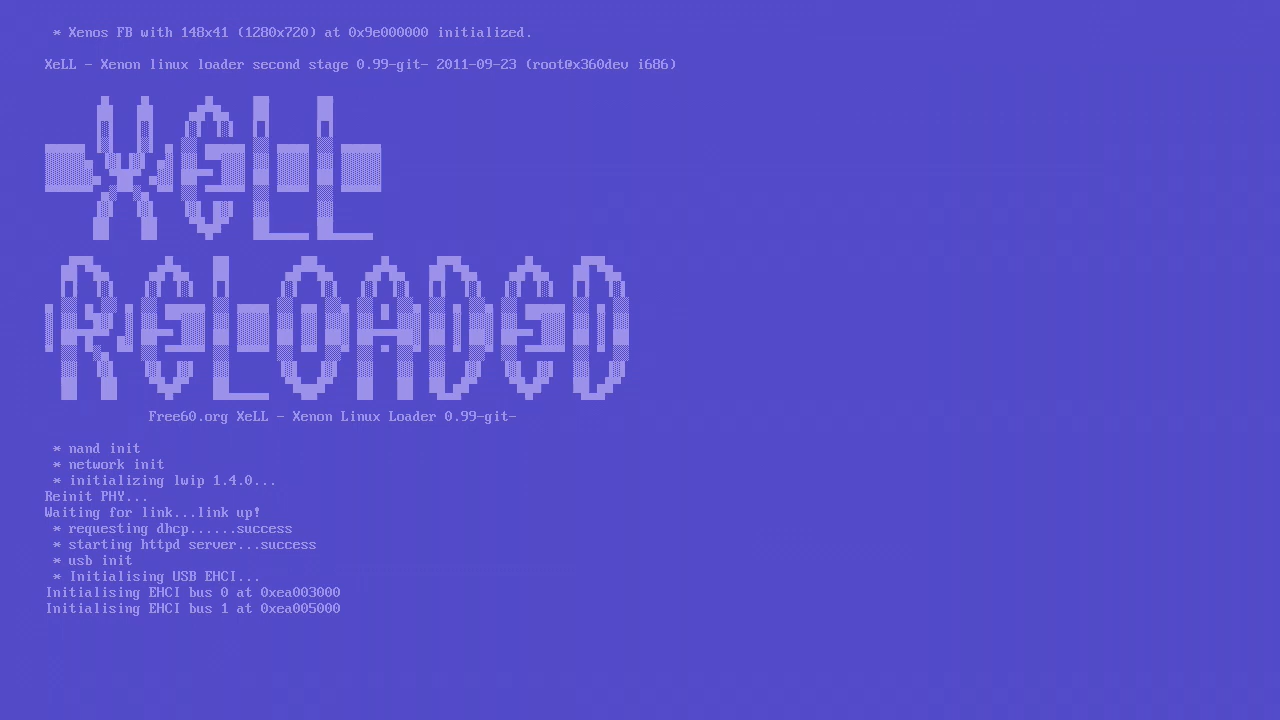 * Xenos FB with 148x41 (1280x720) at 0x9e000000 initialized.
XeLL - Xenon linux loader second stage 0.99-git- 2011-09-23 (root@x360dev i686)
XeLL
RELOADED
Free60.org XeLL - Xenon Linux Loader 0.99-git-
* nand init
* network init
* initializing lwip 1.4.0...
Reinit PHY...
Waiting for link...link up!
* requesting dhcp......success
* starting httpd server...success
* usb init
* Initialising USB EHCI...
Initialising EHCI bus 0 at 0xea003000
Initialising EHCI bus 1 at 0xea005000